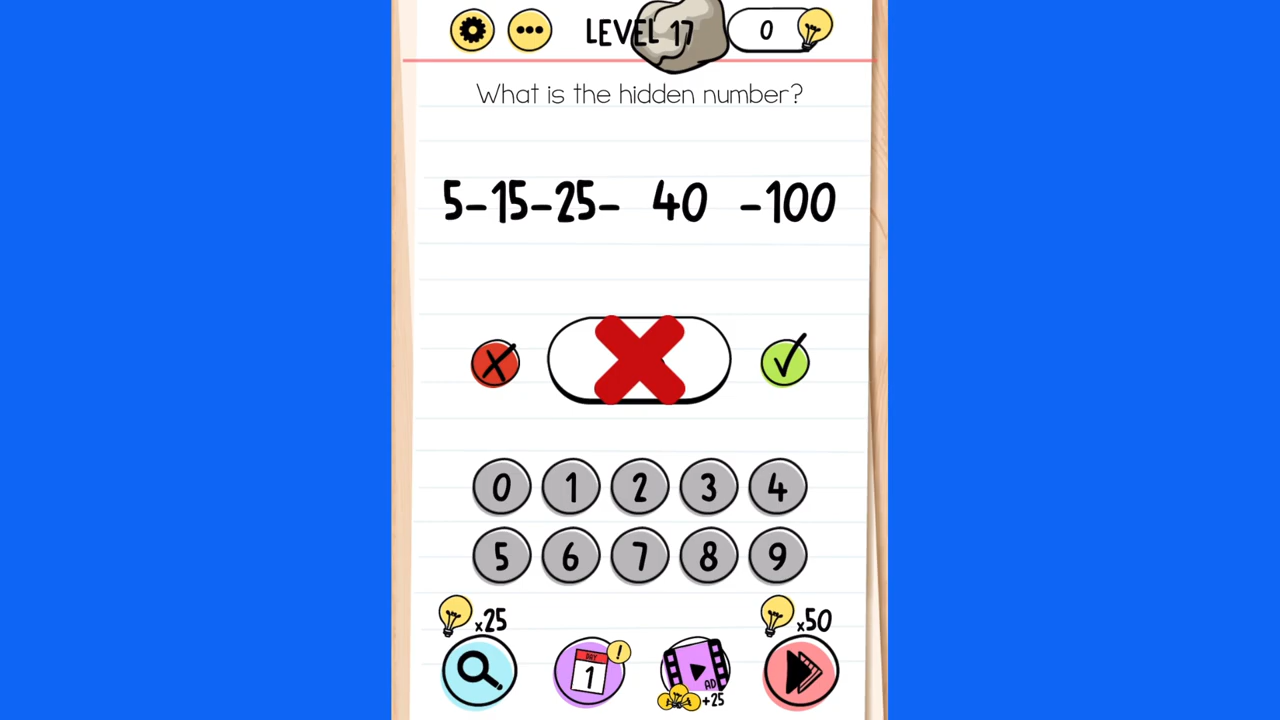 LEVEL 17
0
What is the hidden number?
5-15-25- 40 -100
0 1 2 3 4
5 6 7 8 9
x25
x50
DAY
1
!
AD
+25